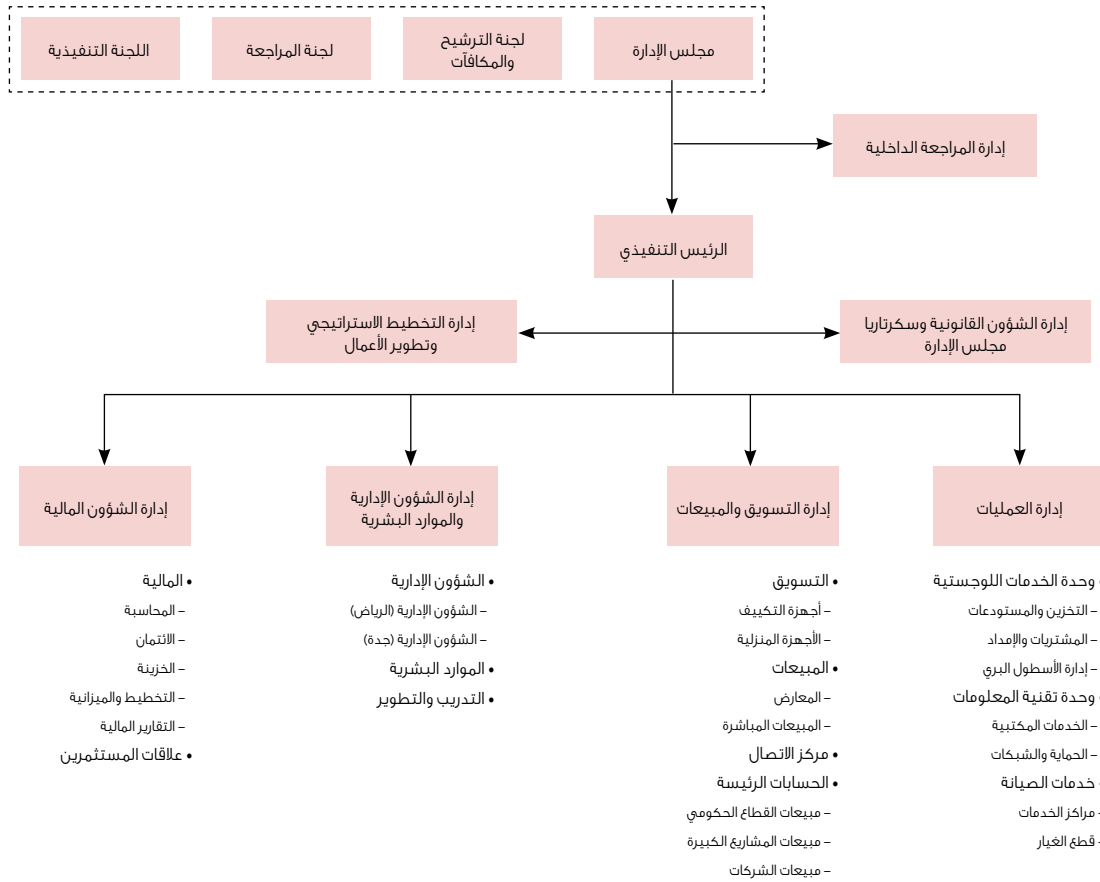 مجلس الإدارة
لجنة الترشيح
والمكافآت
لجنة المراجعة
اللجنة التنفيذية
إدارة المراجعة الداخلية
الرئيس التنفيذي
إدارة الشؤون القانونية وسكرتاريا
مجلس الإدارة
إدارة التخطيط الاستراتيجي
وتطوير الأعمال
إدارة العمليات
• وحدة الخدمات اللوجستية
– التخزين والمستودعات
– المشتريات والإمداد
– إدارة الأسطول البري
• وحدة تقنية المعلومات
– الخدمات المكتبية
– الحماية والشبكات
• خدمات الصيانة
– مراكز الخدمات
– قطع الغيار
إدارة التسويق والمبيعات
• التسويق
– أجهزة التكييف
– الأجهزة المنزلية
• المبيعات
– المعارض
– المبيعات المباشرة
• مركز الاتصال
• الحسابات الرئيسة
– مبيعات القطاع الحكومي
– مبيعات المشاريع الكبيرة
– مبيعات الشركات
إدارة الشؤون الإدارية
والموارد البشرية
• الشؤون الإدارية
– الشؤون الإدارية (الرياض)
– الشؤون الإدارية (جدة)
• الموارد البشرية
• التدريب والتطوير
إدارة الشؤون المالية
• المالية
– المحاسبة
– الائتمان
– الخزينة
– التخطيط والميزانية
– التقارير المالية
• علاقات المستثمرين